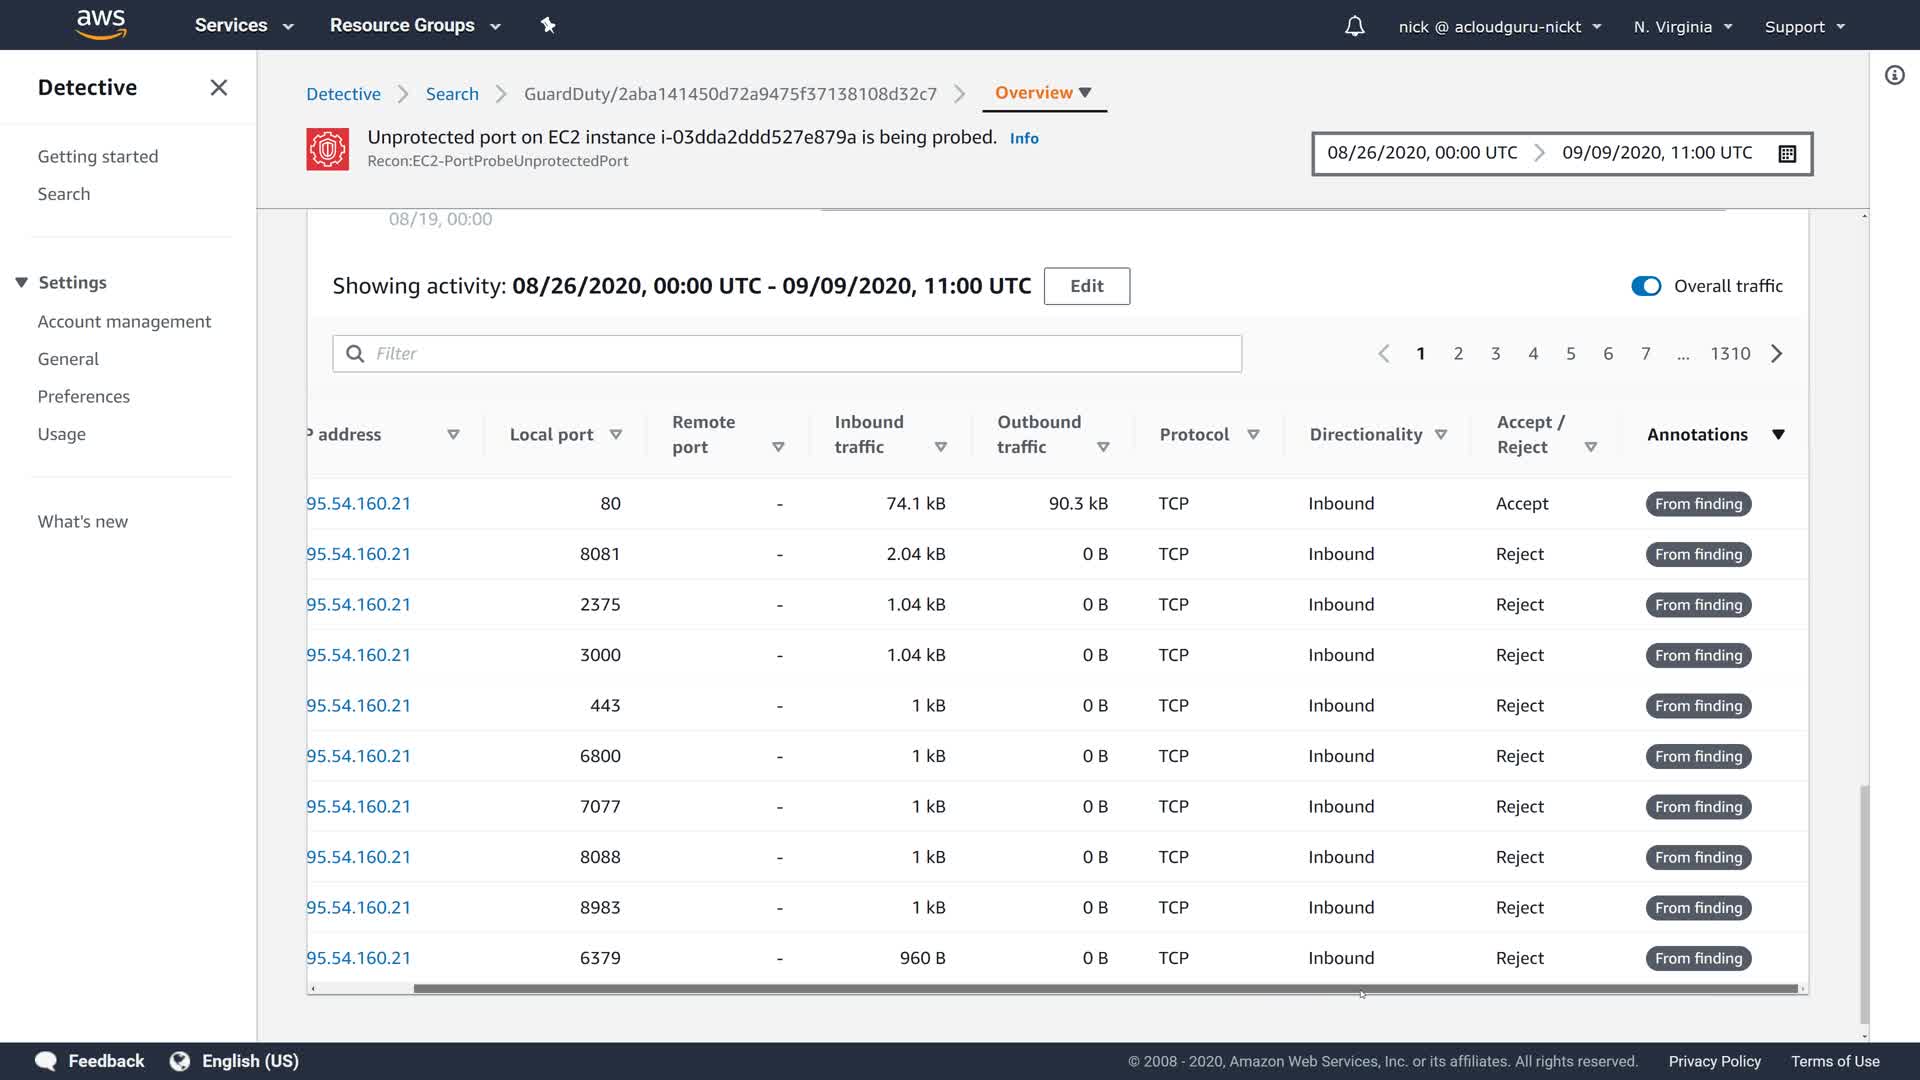 aws Services Resource Groups nick @ acloudguru-nickt N. Virginia Support
Detective
Getting started
Search
Settings
Account management
General
Preferences
Usage
What's new
Detective Search GuardDuty/2aba141450d72a9475f37138108d32c7 Overview
Unprotected port on EC2 instance i-03dda2ddd527e879a is being probed. Info
Recon:EC2-PortProbeUnprotectedPort
08/26/2020, 00:00 UTC 09/09/2020, 11:00 UTC
08/19, 00:00
Showing activity: 08/26/2020, 00:00 UTC - 09/09/2020, 11:00 UTC Edit Overall traffic
Filter 1 2 3 4 5 6 7 ... 1310
P address Local port Remote port Inbound traffic Outbound traffic Protocol Directionality Accept / Reject Annotations
95.54.160.21 80 - 74.1 kB 90.3 kB TCP Inbound Accept From finding
95.54.160.21 8081 - 2.04 kB 0 B TCP Inbound Reject From finding
95.54.160.21 2375 - 1.04 kB 0 B TCP Inbound Reject From finding
95.54.160.21 3000 - 1.04 kB 0 B TCP Inbound Reject From finding
95.54.160.21 443 - 1 kB 0 B TCP Inbound Reject From finding
95.54.160.21 6800 - 1 kB 0 B TCP Inbound Reject From finding
95.54.160.21 7077 - 1 kB 0 B TCP Inbound Reject From finding
95.54.160.21 8088 - 1 kB 0 B TCP Inbound Reject From finding
95.54.160.21 8983 - 1 kB 0 B TCP Inbound Reject From finding
95.54.160.21 6379 - 960 B 0 B TCP Inbound Reject From finding
Feedback English (US) © 2008 - 2020, Amazon Web Services, Inc. or its affiliates. All rights reserved. Privacy Policy Terms of Use